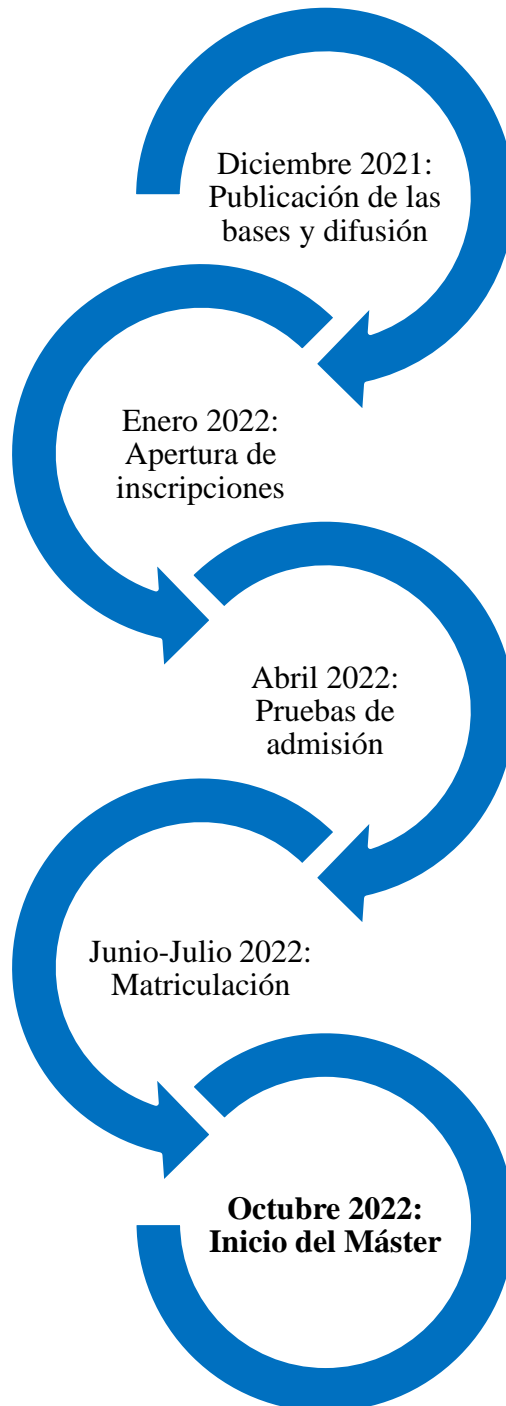 Diciembre 2021:
Publicación de las
bases y difusión
Enero 2022:
Apertura de
inscripciones
Abril 2022:
Pruebas de
admisión
Junio-Julio 2022:
Matriculación
Octubre 2022:
Inicio del Máster